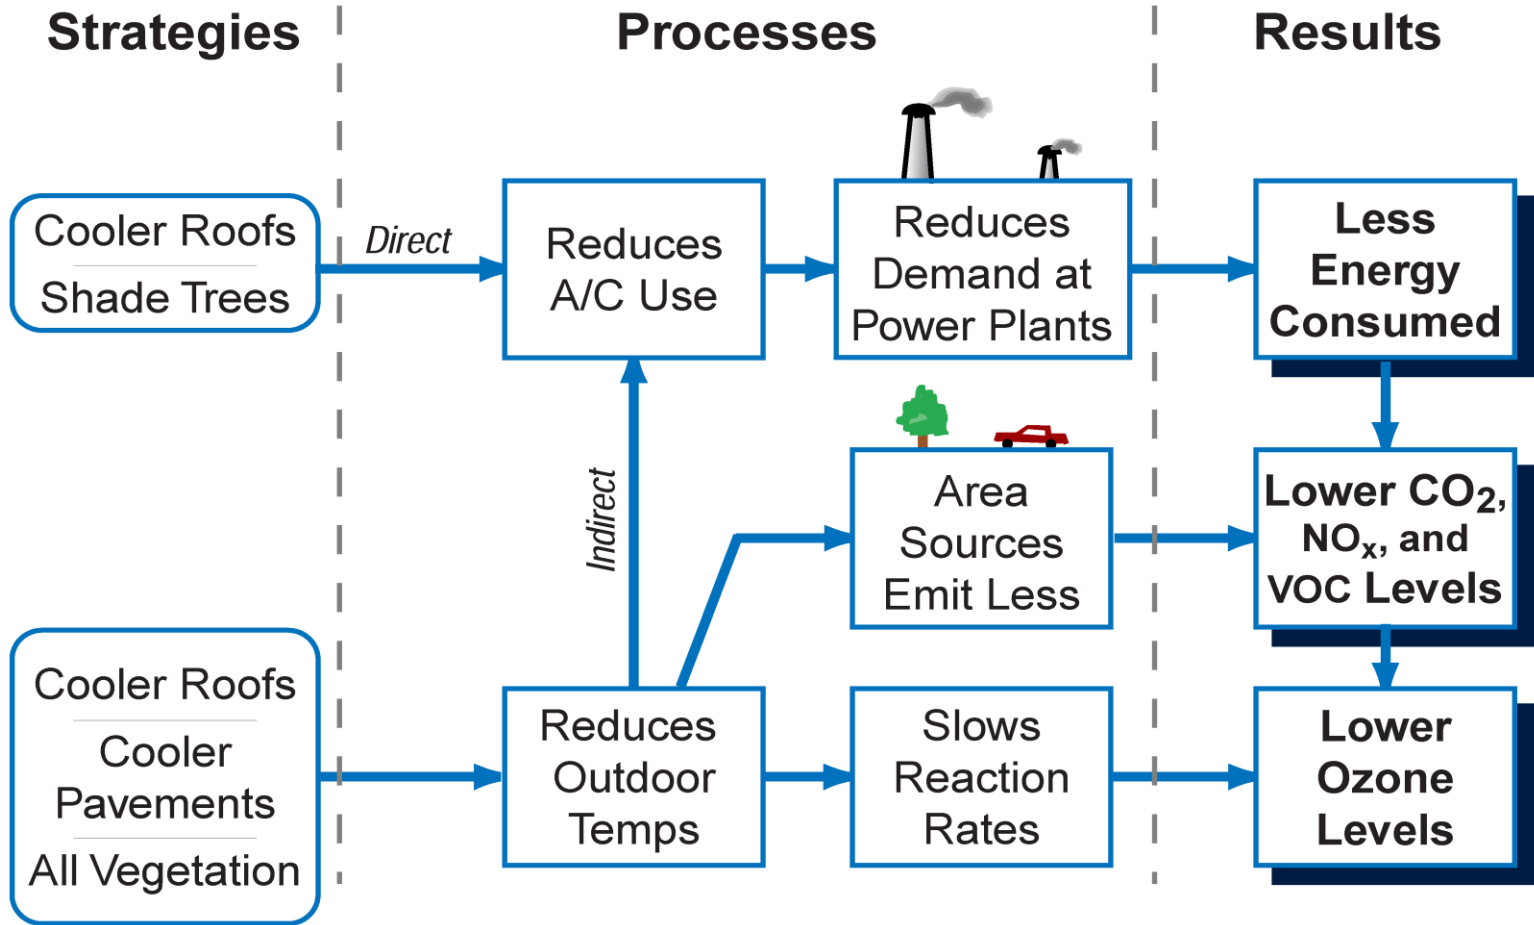 Strategies
Processes
Results
Cooler Roofs
Shade Trees
Direct
Reduces
A/C Use
Reduces
Demand at
Power Plants
Less
Energy
Consumed
Indirect
Area
Sources
Emit Less
Lower CO₂,
NOₓ, and
VOC Levels
Cooler Roofs
Cooler
Pavements
All Vegetation
Reduces
Outdoor
Temps
Slows
Reaction
Rates
Lower
Ozone
Levels